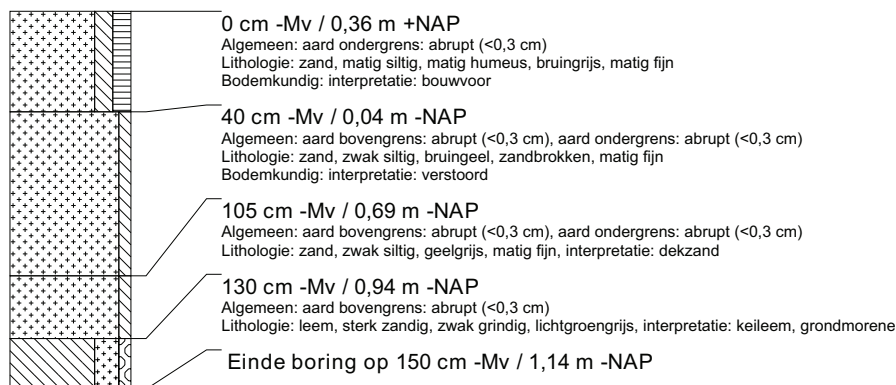 0 cm -Mv / 0,36 m +NAP
Algemeen: aard ondergrens: abrupt (<0,3 cm)
Lithologie: zand, matig siltig, matig humeus, bruingrijs, matig fijn
Bodemkundig: interpretatie: bouwvoor
40 cm -Mv / 0,04 m -NAP
Algemeen: aard bovengrens: abrupt (<0,3 cm), aard ondergrens: abrupt (<0,3 cm)
Lithologie: zand, zwak siltig, bruingeel, zandbrokken, matig fijn
Bodemkundig: interpretatie: verstoord
105 cm -Mv / 0,69 m -NAP
Algemeen: aard bovengrens: abrupt (<0,3 cm), aard ondergrens: abrupt (<0,3 cm)
Lithologie: zand, zwak siltig, geelgrijs, matig fijn, interpretatie: dekzand
130 cm -Mv / 0,94 m -NAP
Algemeen: aard bovengrens: abrupt (<0,3 cm)
Lithologie: leem, sterk zandig, zwak grindig, lichtgroengrijs, interpretatie: keileem, grondmorene
Einde boring op 150 cm -Mv / 1,14 m -NAP